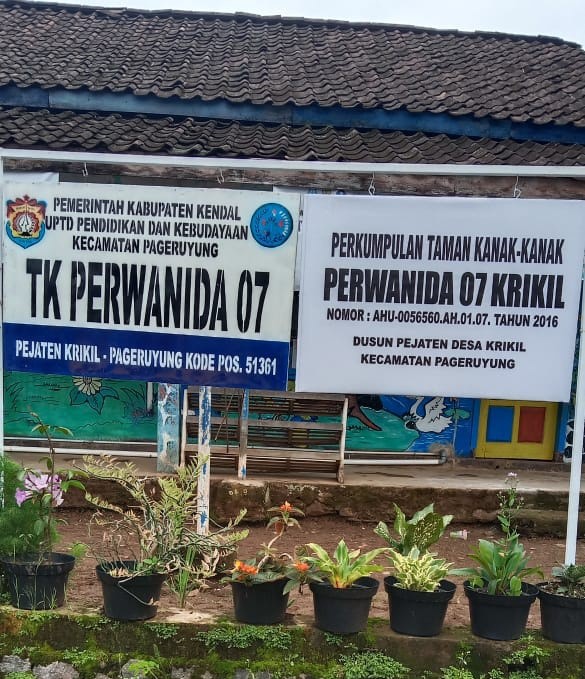 PEMERINTAH KABUPATEN KENDAL
UPTD PENDIDIKAN DAN KEBUDAYAAN
KECAMATAN PAGERUYUNG
TK PERWANIDA 07
PEJATEN KRIKIL - PAGERUYUNG KODE POS. 51361
PERKUMPULAN TAMAN KANAK-KANAK
PERWANIDA 07 KRIKIL
NOMOR : AHU-0056560.AH.01.07. TAHUN 2016
DUSUN PEJATEN DESA KRIKIL
KECAMATAN PAGERUYUNG